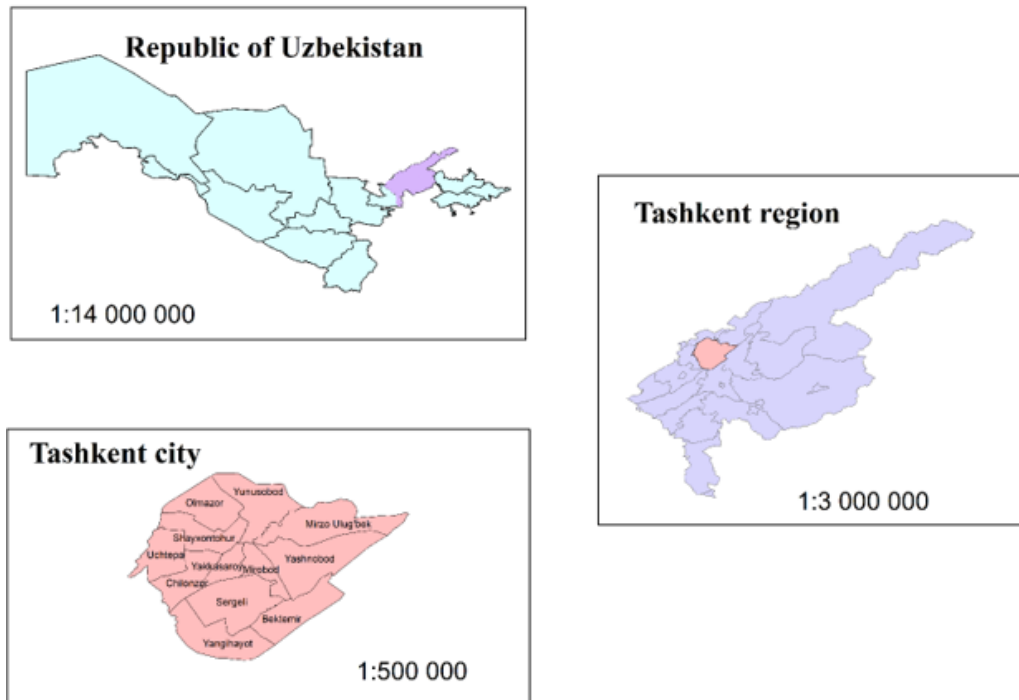 Republic of Uzbekistan
1:14 000 000
Tashkent region
1:3 000 000
Tashkent city
Yunusobod
Olmazor
Mirzo Ulug'bek
Shayxontohur
Uchtepa
Yashnobod
Yakkasaroy
Mirobod
Chilonzor
Sergeli
Bektemir
Yangihayot
1:500 000